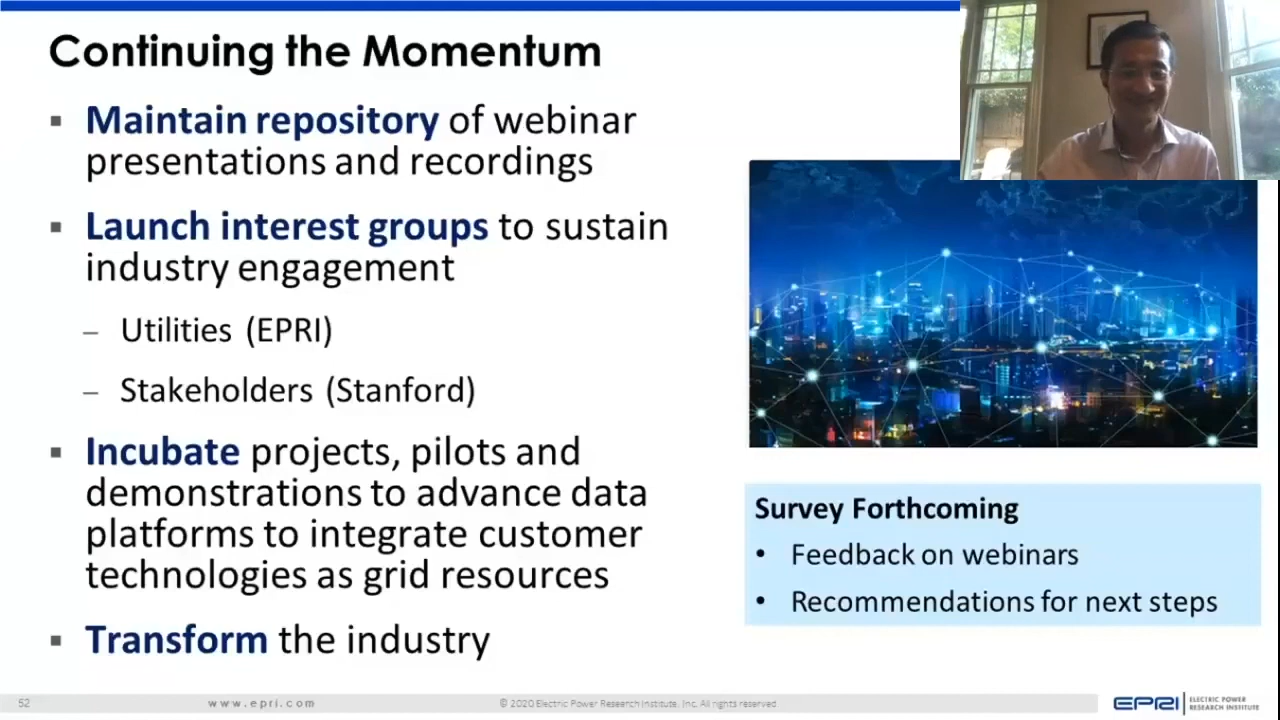 Continuing the Momentum
▪ Maintain repository of webinar
presentations and recordings
▪ Launch interest groups to sustain
industry engagement
– Utilities (EPRI)
– Stakeholders (Stanford)
▪ Incubate projects, pilots and
demonstrations to advance data
platforms to integrate customer
technologies as grid resources
▪ Transform the industry
Survey Forthcoming
• Feedback on webinars
• Recommendations for next steps
52
www.epri.com
© 2020 Electric Power Research Institute, Inc. All rights reserved
EPRI
ELECTRIC POWER
RESEARCH INSTITUTE